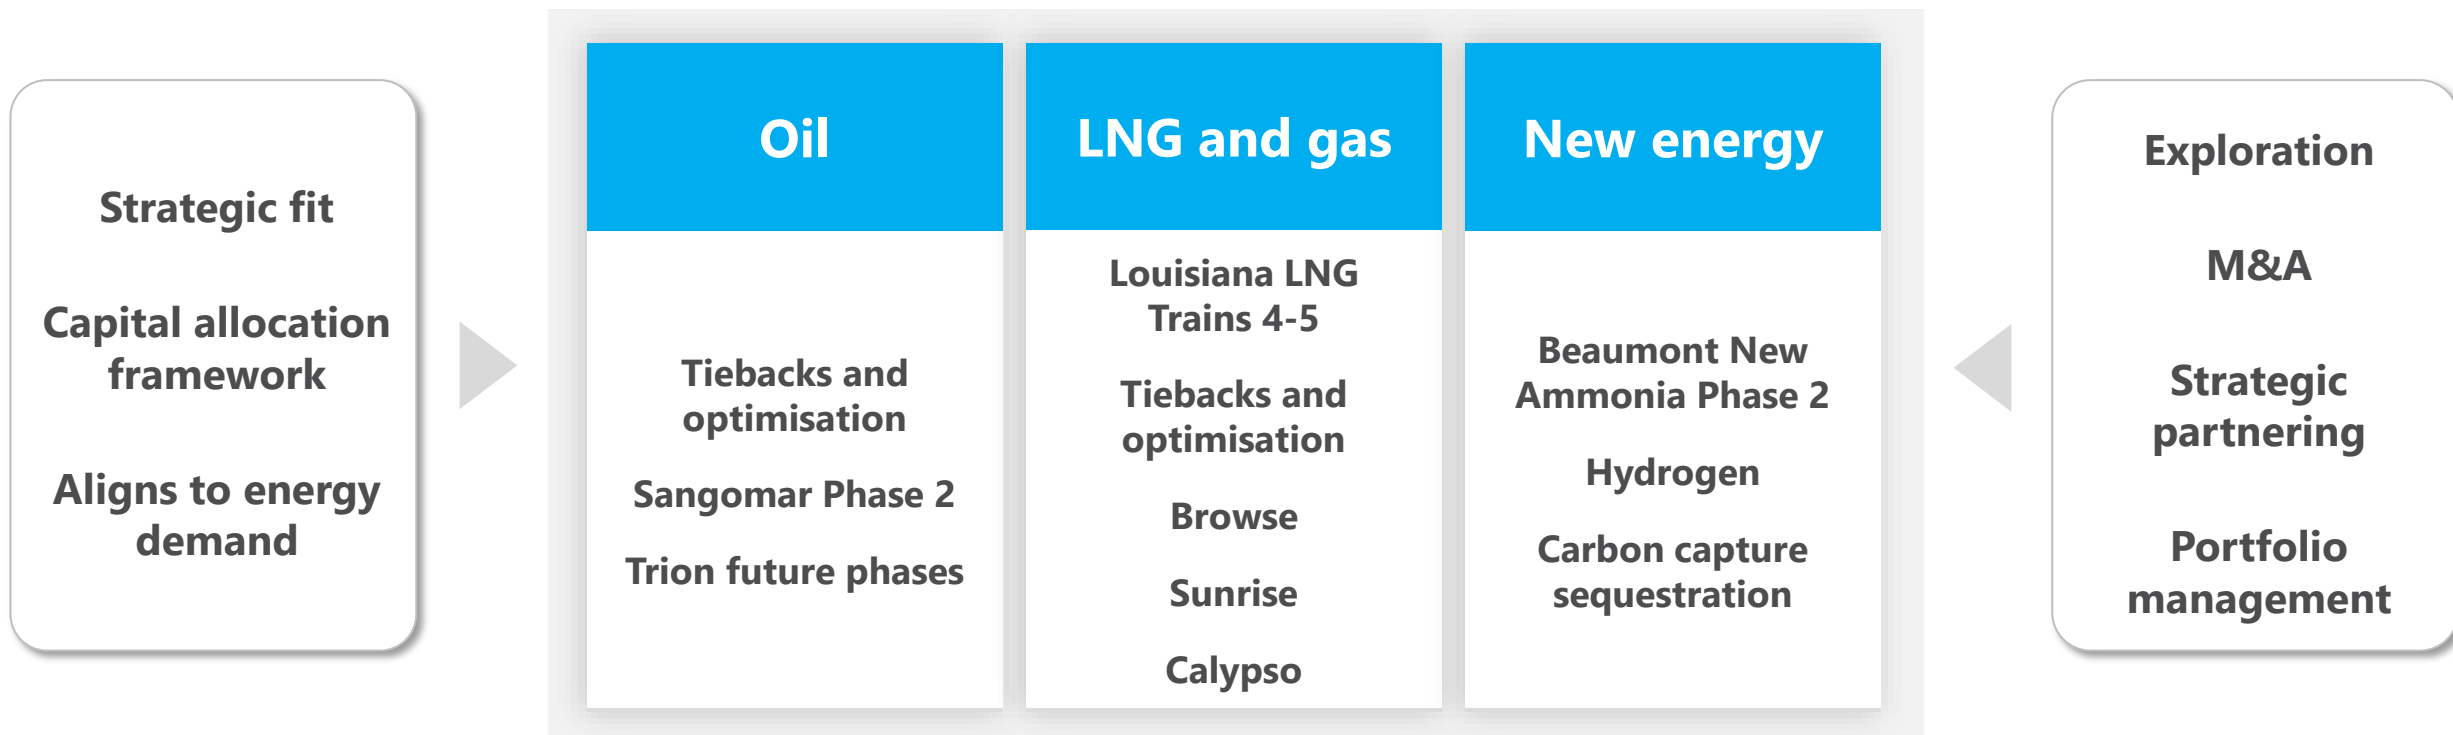 Strategic fit
Capital allocation
framework
Aligns to energy
demand
Oil
Tiebacks and
optimisation
Sangomar Phase 2
Trion future phases
LNG and gas
Louisiana LNG
Trains 4-5
Tiebacks and
optimisation
Browse
Sunrise
Calypso
New energy
Beaumont New
Ammonia Phase 2
Hydrogen
Carbon capture
sequestration
Exploration
M&A
Strategic
partnering
Portfolio
management